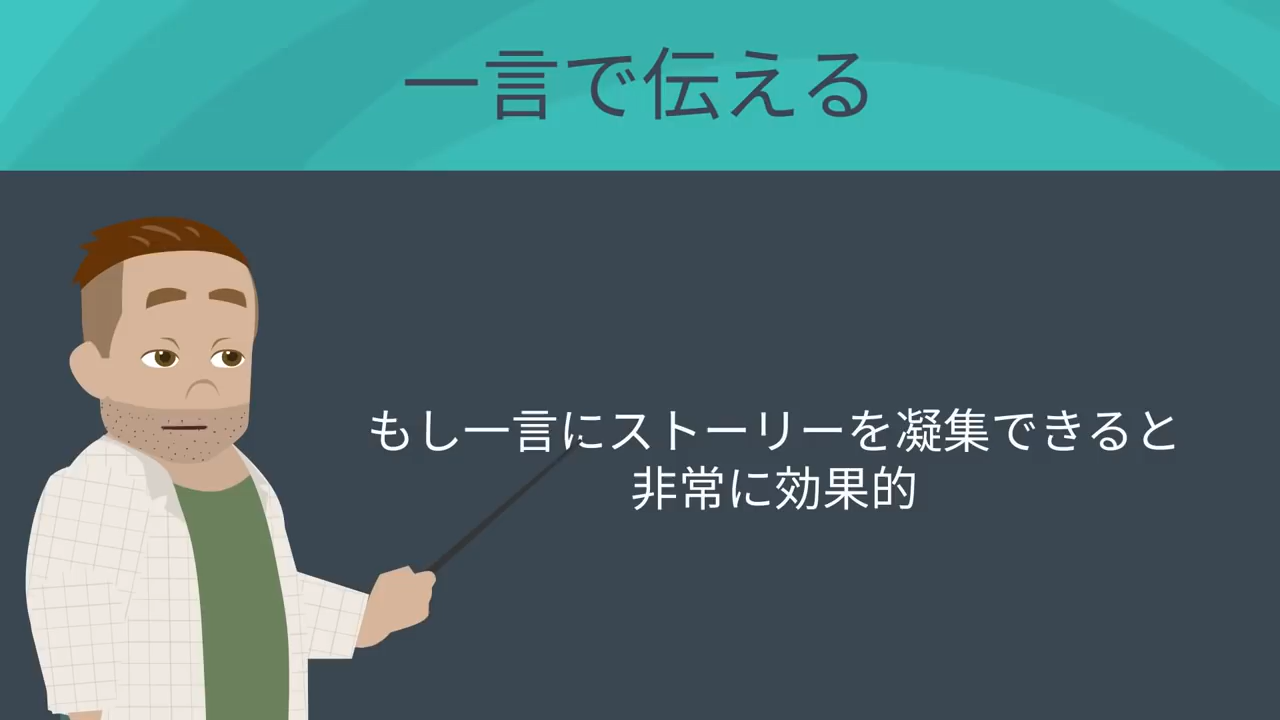 一言で伝える
もし一言にストーリーを凝集できると
非常に効果的